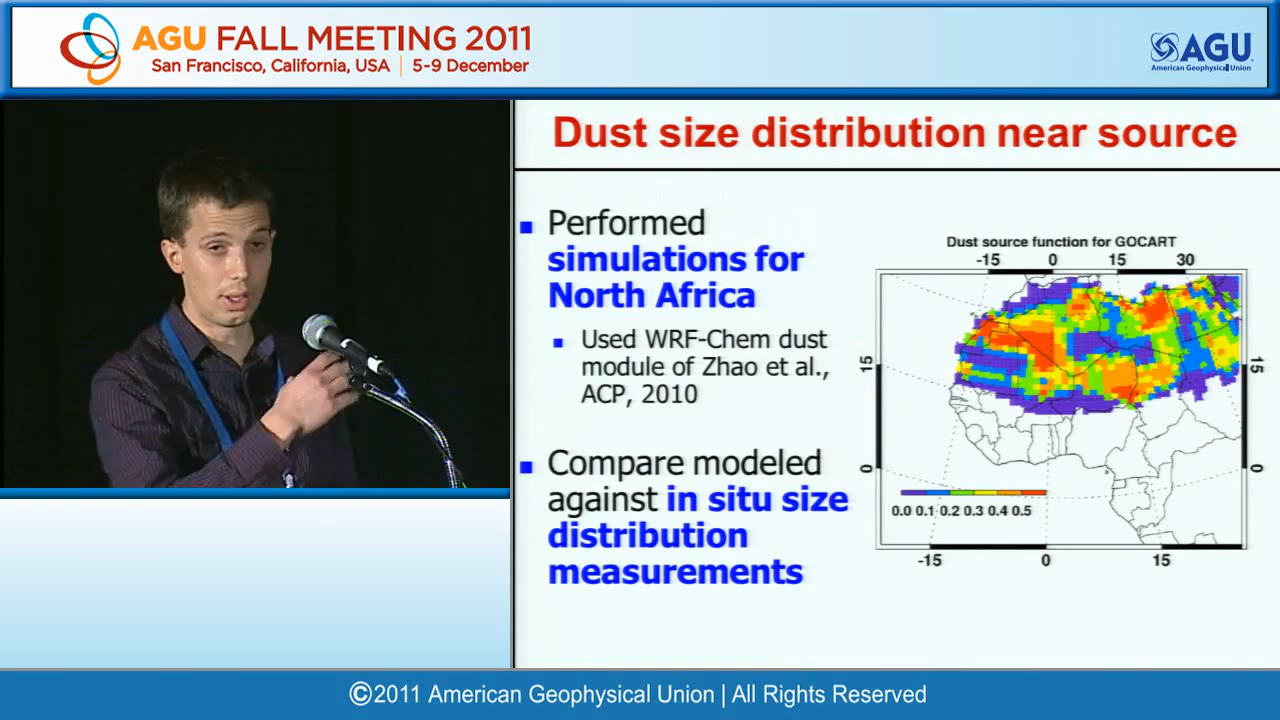 AGU FALL MEETING 2011
San Francisco, California, USA | 5-9 December
AGU
American Geophysical Union
Dust size distribution near source
Performed
simulations for
North Africa
Used WRF-Chem dust
module of Zhao et al.,
ACP, 2010
Compare modeled
against in situ size
distribution
measurements
Dust source function for GOCART
-15 0 15 30
15 15
0 0
0.0 0.1 0.2 0.3 0.4 0.5
-15 0 15
©2011 American Geophysical Union | All Rights Reserved